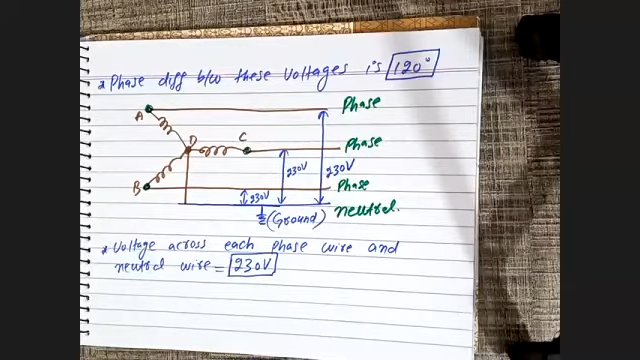 Phase diff b/w these voltages is 120°
A
Phase
D
C
Phase
230V
230V
B
230V
Phase
(Ground)
neutral.
Voltage across each phase wire and
neutral wire = 230V